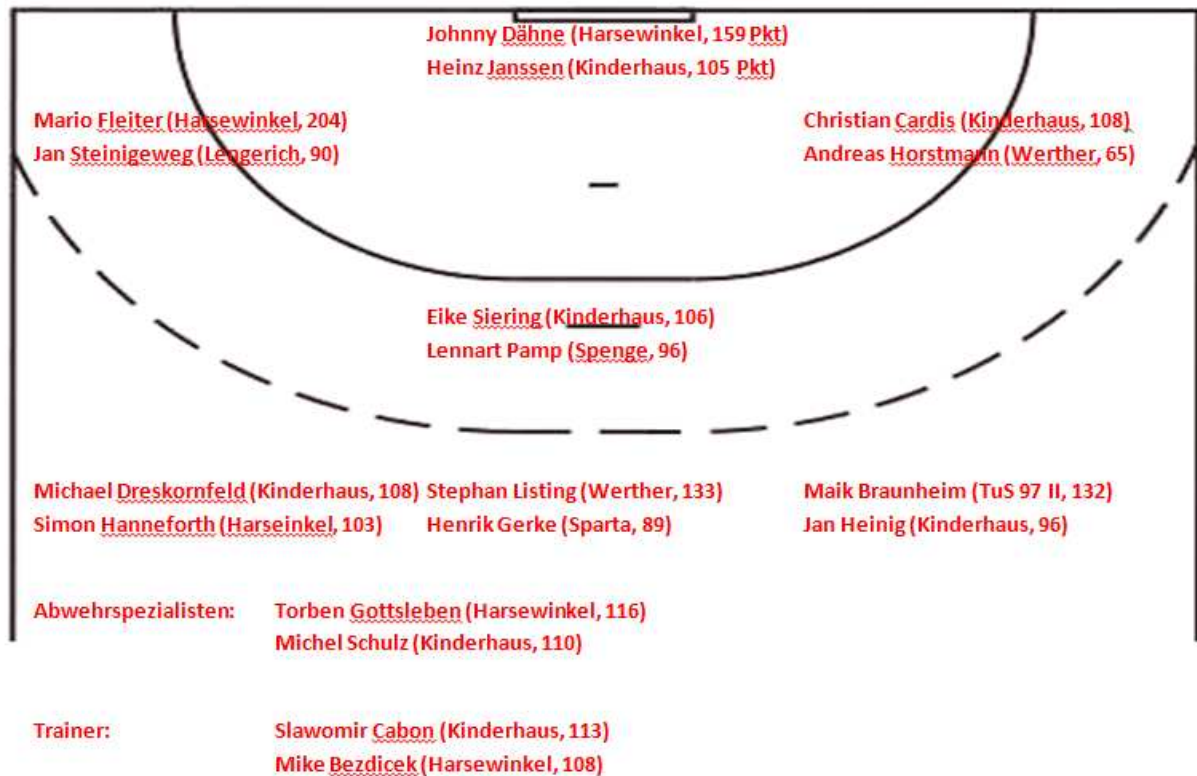 Johnny Dähne (Harsewinkel, 159 Pkt)
Heinz Janssen (Kinderhaus, 105 Pkt)
Mario Fleiter (Harsewinkel, 204)
Jan Steinigeweg (Lengerich, 90)
Christian Cardis (Kinderhaus, 108)
Andreas Horstmann (Werther, 65)
Eike Siering (Kinderhaus, 106)
Lennart Pamp (Spenge, 96)
Michael Dreskornfeld (Kinderhaus, 108)
Simon Hanneforth (Harseinkel, 103)
Stephan Listing (Werther, 133)
Henrik Gerke (Sparta, 89)
Maik Braunheim (TuS 97 II, 132)
Jan Heinig (Kinderhaus, 96)
Abwehrspezialisten: Torben Gottsleben (Harsewinkel, 116)
Michel Schulz (Kinderhaus, 110)
Trainer: Slawomir Cabon (Kinderhaus, 113)
Mike Bezdicek (Harsewinkel, 108)